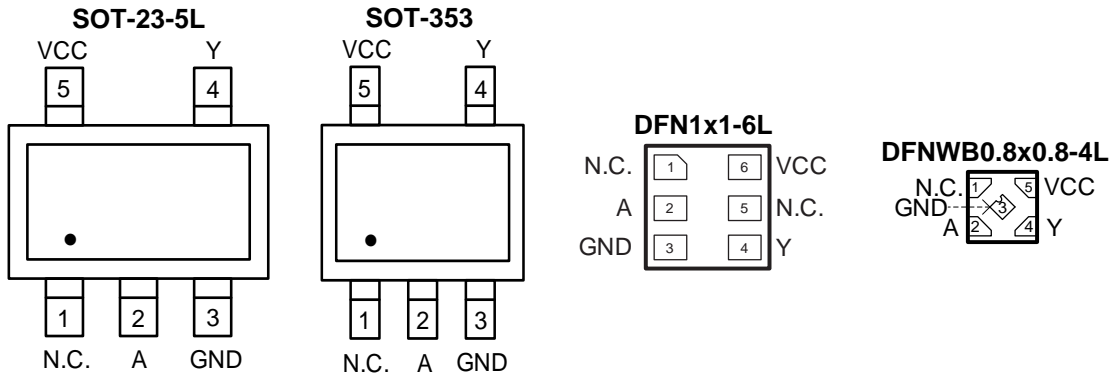 SOT-23-5L
VCC Y
5 4
1 2 3
N.C. A GND
SOT-353
VCC Y
5 4
1 2 3
N.C. A GND
DFN1x1-6L
N.C. 1 6 VCC
A 2 5 N.C.
GND 3 4 Y
DFNWB0.8x0.8-4L
N.C. 1 5 VCC
GND 3
A 2 4 Y